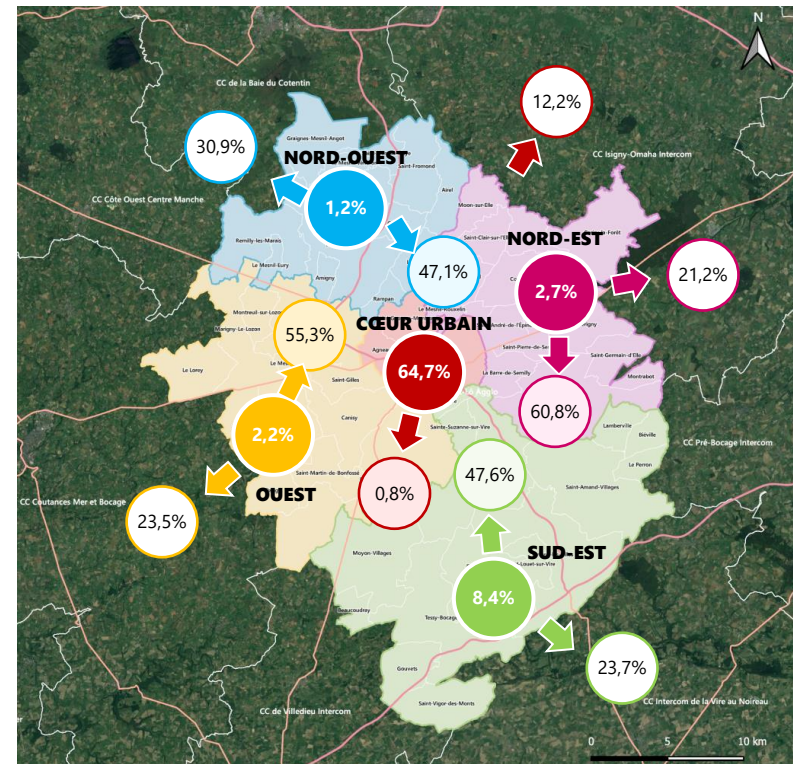 N
CC de la Baie du Cotentin
12,2%
Graignes-Mesnil-Angot
30,9%
NORD-OUEST
Saint-Fromond
CC Isigny-Omaha Intercom
Airel
CC Côte Ouest Centre Manche
1,2%
Moon-sur-Elle
Saint-Clair-sur-l'Elle
NORD-EST
Remilly-les-Marais
Le Mesnil-Eury
Amigny
47,1%
21,2%
2,7%
Rampan
Le Mesnil-Rouxelin
Montreuil-sur-Lozon
Marigny-Le-Lozon
55,3%
CŒUR URBAIN
Saint-Pierre-de-Se
Saint-Germain-d'Elle
Le Lorey
Saint-Gilles
64,7%
La Barre-de-Semilly
Montrabot
Canisy
Sainte-Suzanne-sur-Vire
60,8%
Lamberville
Biéville
2,2%
CC Pré-Bocage Intercom
Le Perron
Saint-Martin-de-Bonfossé
47,6%
Saint-Amand-Villages
OUEST
0,8%
CC Coutances Mer et Bocage
23,5%
Moyon-Villages
SUD-EST
8,4%
Beaucoudray
Tessy-Bocage
Gouvets
23,7%
Saint-Vigor-des-Monts
CC Intercom de la Vire au Noireau
CC de Villedieu Intercom
0 5 10 km